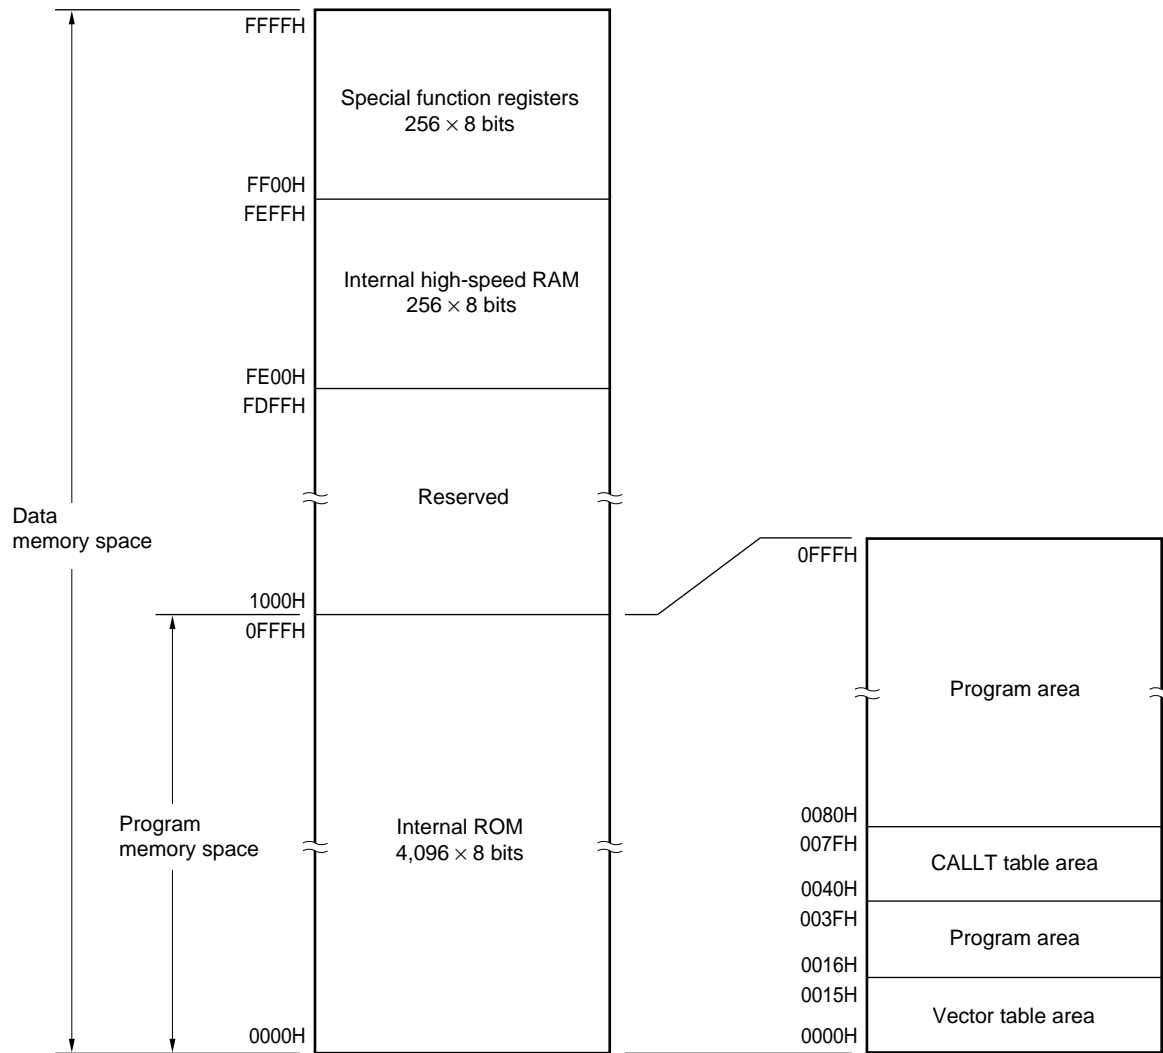 FFFFH
Special function registers
256 × 8 bits
FF00H
FEFFH
Internal high-speed RAM
256 × 8 bits
FE00H
FDFFH
Reserved
Data
memory space
1000H
0FFFH
Program
memory space
Internal ROM
4,096 × 8 bits
0000H
0FFFH
Program area
0080H
007FH
CALLT table area
0040H
003FH
Program area
0016H
0015H
Vector table area
0000H